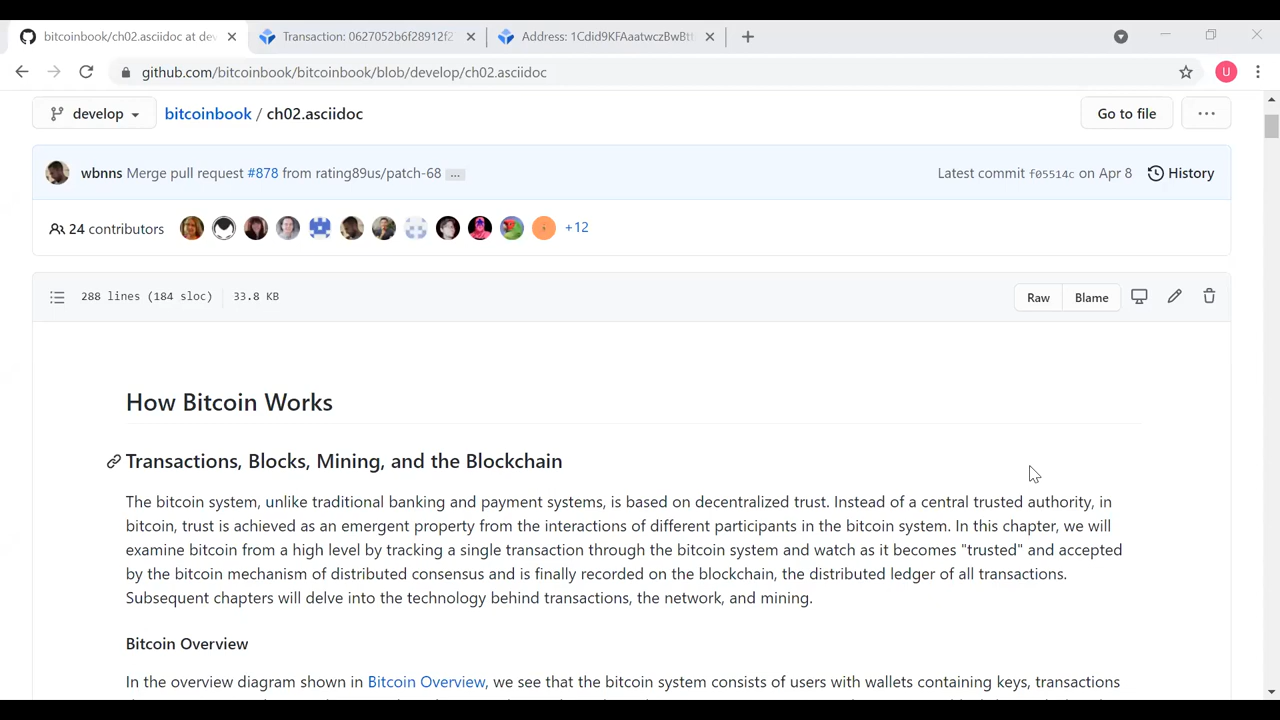 bitcoinbook/ch02.asciidoc at dev
Transaction: 0627052b6f28912f2
Address: 1Cdid9KFAaatwczBwBtt
github.com/bitcoinbook/bitcoinbook/blob/develop/ch02.asciidoc
U
develop
bitcoinbook / ch02.asciidoc
Go to file
...
wbnns Merge pull request #878 from rating89us/patch-68 ...
Latest commit f05514c on Apr 8
History
24 contributors
+12
288 lines (184 sloc)
33.8 KB
Raw
Blame
How Bitcoin Works
Transactions, Blocks, Mining, and the Blockchain
The bitcoin system, unlike traditional banking and payment systems, is based on decentralized trust. Instead of a central trusted authority, in
bitcoin, trust is achieved as an emergent property from the interactions of different participants in the bitcoin system. In this chapter, we will
examine bitcoin from a high level by tracking a single transaction through the bitcoin system and watch as it becomes "trusted" and accepted
by the bitcoin mechanism of distributed consensus and is finally recorded on the blockchain, the distributed ledger of all transactions.
Subsequent chapters will delve into the technology behind transactions, the network, and mining.
Bitcoin Overview
In the overview diagram shown in Bitcoin Overview, we see that the bitcoin system consists of users with wallets containing keys, transactions